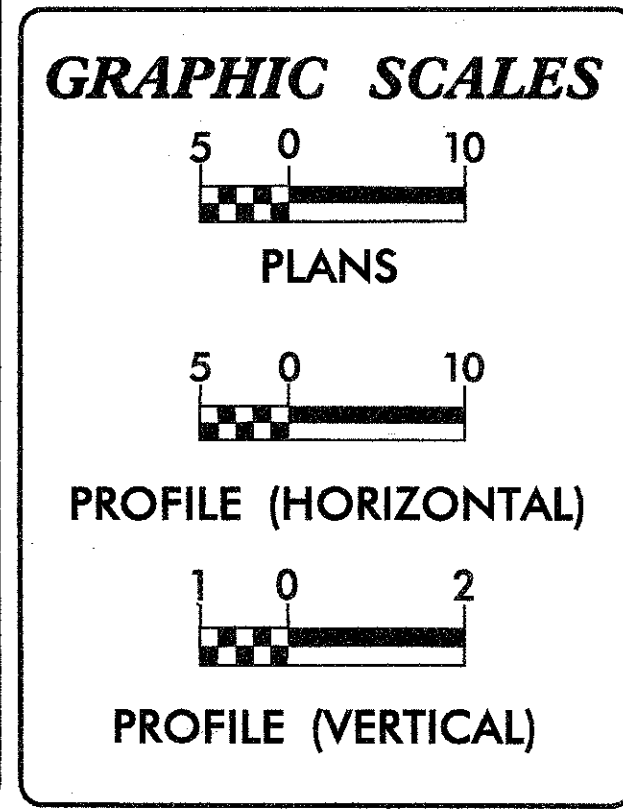 GRAPHIC SCALES
5 0 10
PLANS
5 0 10
PROFILE (HORIZONTAL)
1 0 2
PROFILE (VERTICAL)